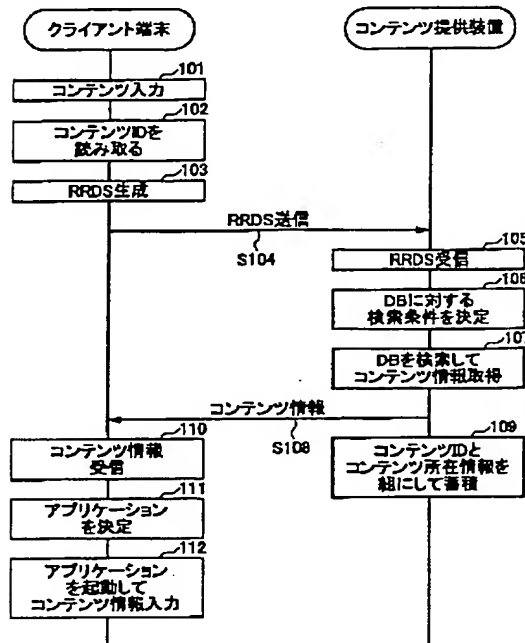 クライアント端末
コンテンツ提供装置
101
コンテンツ入力
102
コンテンツIDを
読み取る
103
RRDS生成
RRDS送信
S104
105
RRDS受信
106
DBに対する
検索条件を決定
107
DBを検索して
コンテンツ情報取得
コンテンツ情報
S108
109
コンテンツIDと
コンテンツ所在情報を
組にして蓄積
110
コンテンツ情報
受信
111
アプリケーション
を決定
112
アプリケーション
を起動して
コンテンツ情報入力